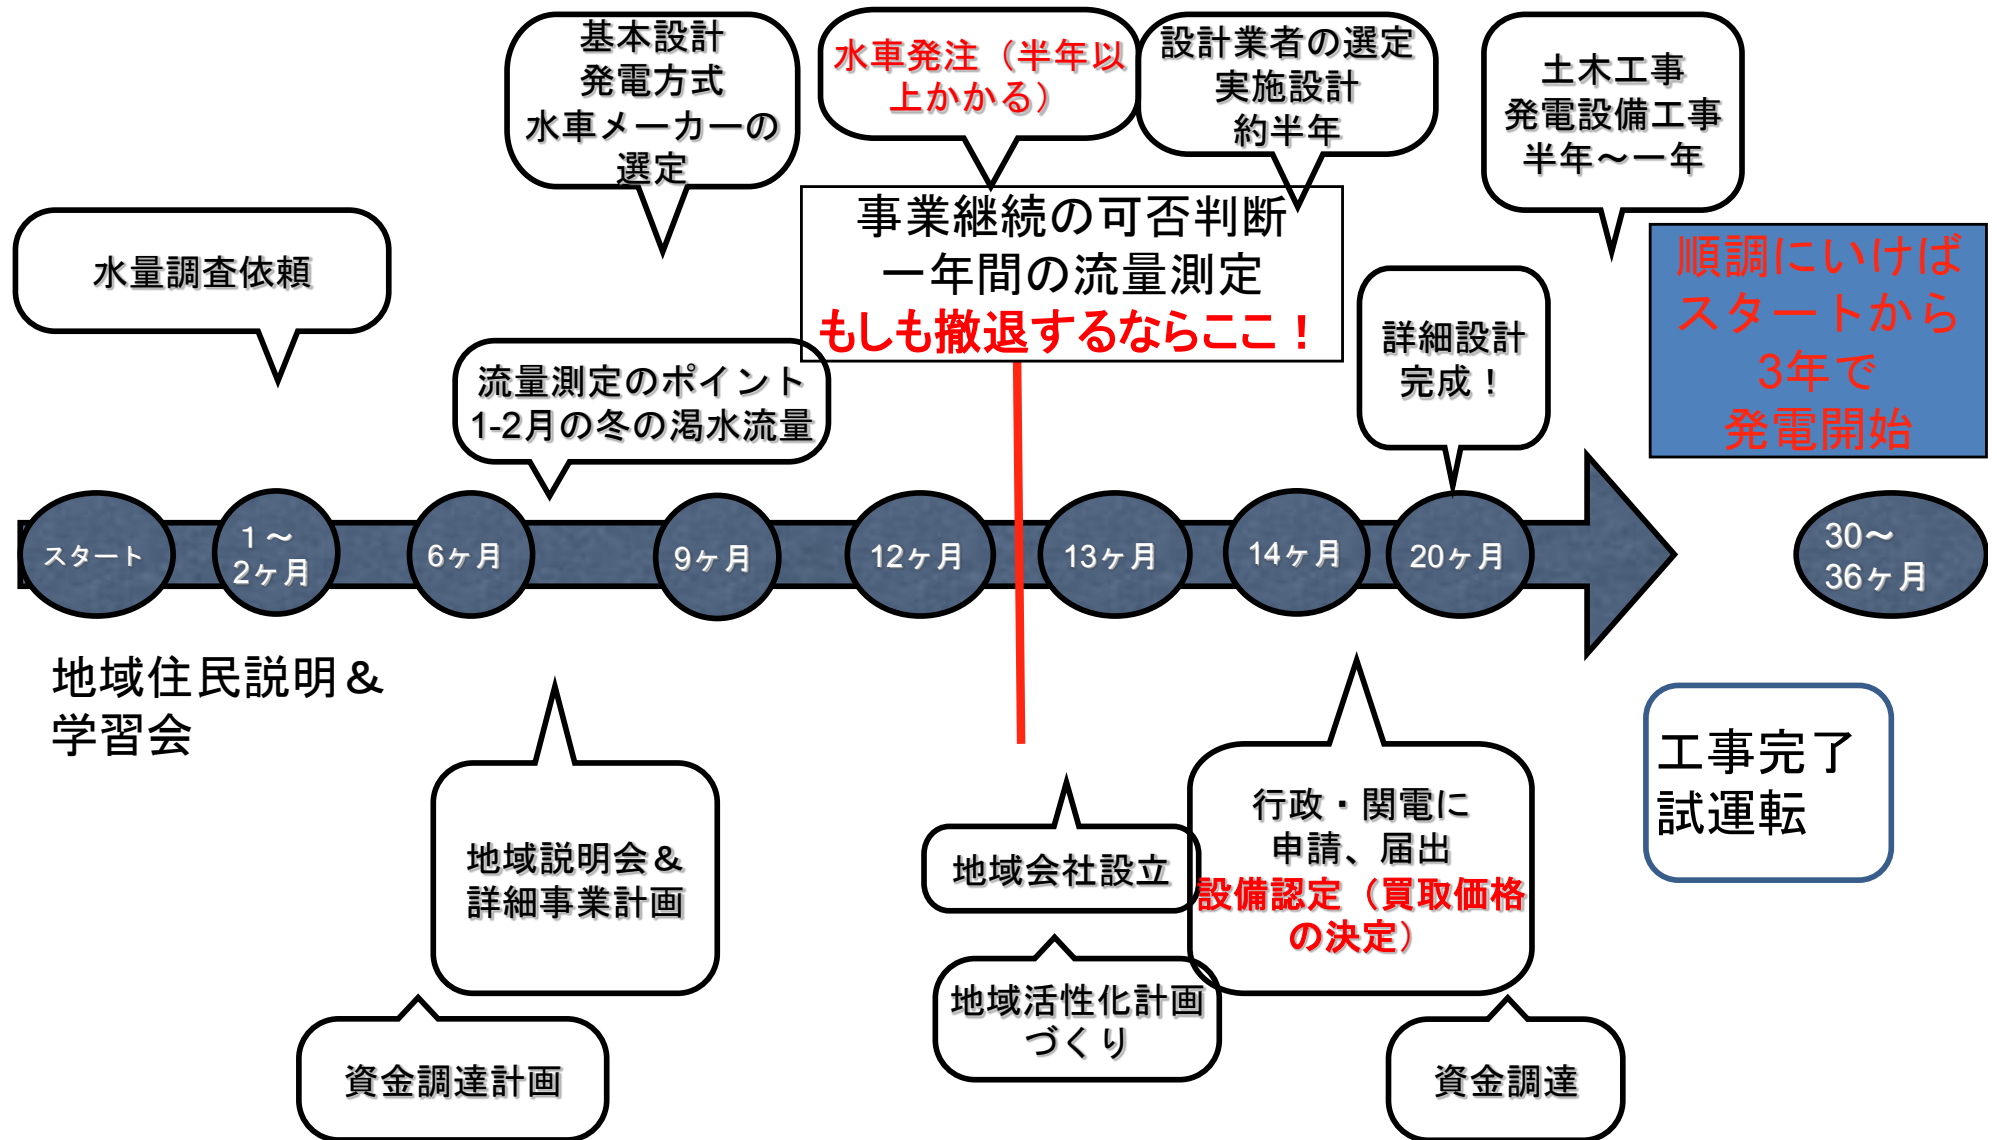 基本設計
発電方式
水車メーカーの
選定
水車発注（半年以
上かかる）
設計業者の選定
実施設計
約半年
土木工事
発電設備工事
半年～一年
水量調査依頼
事業継続の可否判断
一年間の流量測定
もしも撤退するならここ！
順調にいけば
スタートから
3年で
発電開始
流量測定のポイント
1-2月の冬の渇水流量
詳細設計
完成！
スタート
1～
2ヶ月
6ヶ月
9ヶ月
12ヶ月
13ヶ月
14ヶ月
20ヶ月
30～
36ヶ月
地域住民説明＆
学習会
地域説明会＆
詳細事業計画
資金調達計画
地域会社設立
地域活性化計画
づくり
行政・関電に
申請、届出
設備認定（買取価格
の決定）
資金調達
工事完了
試運転